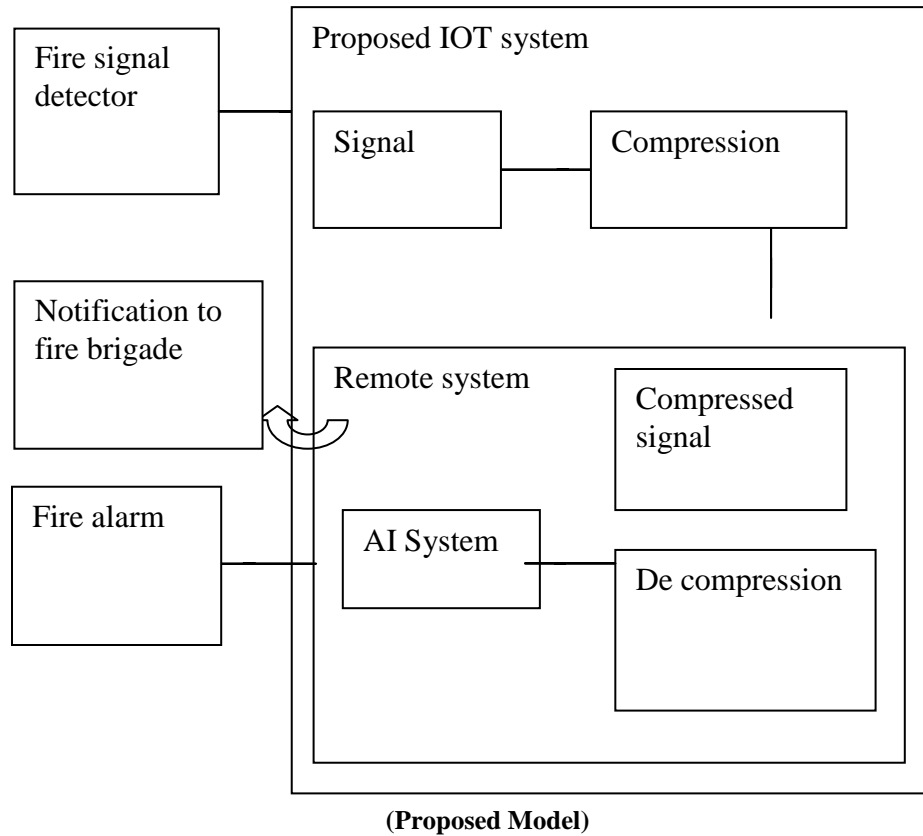 Proposed IOT system
Fire signal
detector
Signal
Compression
Notification to
fire brigade
Remote system
Compressed
signal
Fire alarm
AI System
De compression
(Proposed Model)